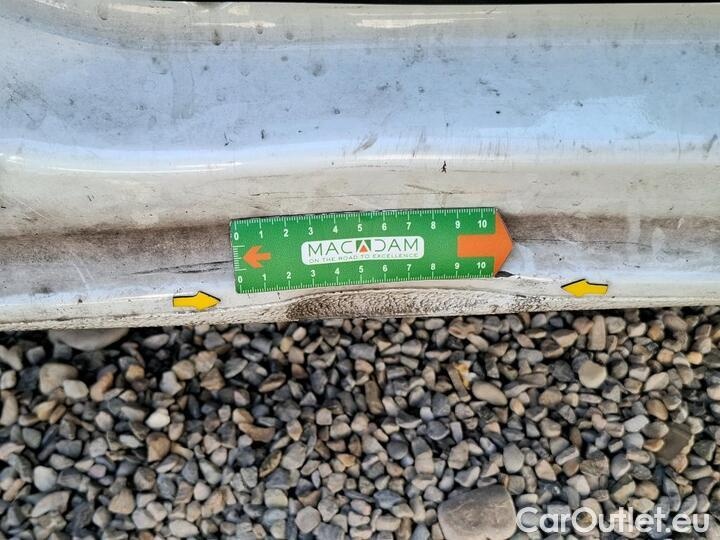 0 1 2 3 4 5 6 7 8 9 10
MACADAM
ON THE ROAD TO EXCELLENCE
0 1 2 3 4 5 6 7 8 9 10
CarOutlet.eu